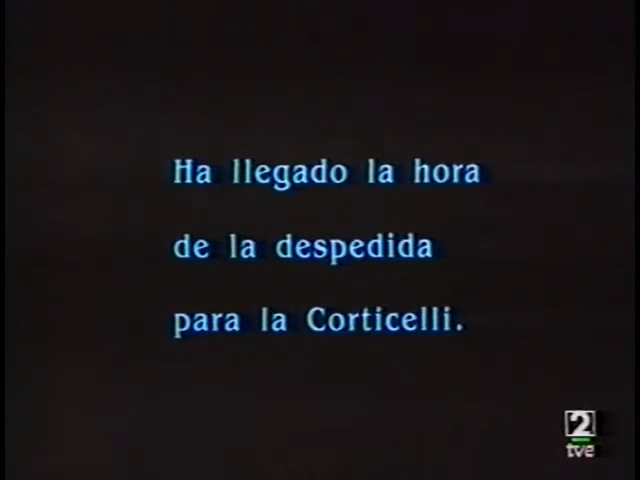 Ha llegado la hora
de la despedida
para la Corticelli.
2
tve